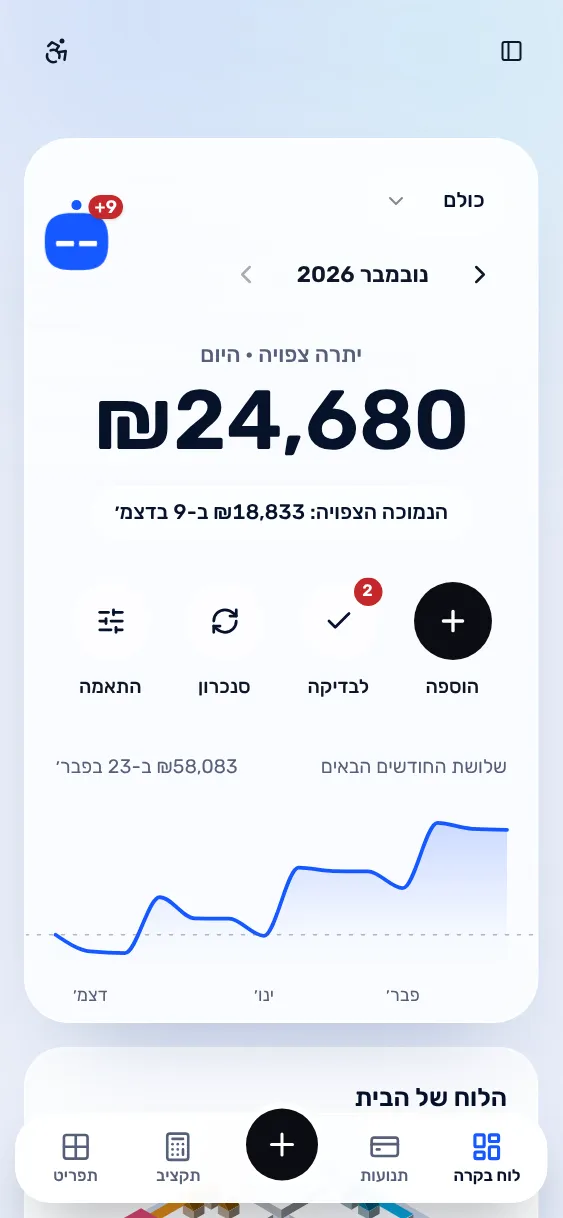 כולם
9+
נובמבר 2026
יתרה צפויה • היום
₪24,680
הנמוכה הצפויה: ₪18,833 ב-9 בדצמ׳
2
הוספה
לבדיקה
סנכרון
התאמה
שלושת החודשים הבאים
₪58,083 ב-23 בפבר׳
דצמ׳
ינו׳
פבר׳
הלוח של הבית
לוח בקרה
תנועות
תקציב
תפריט